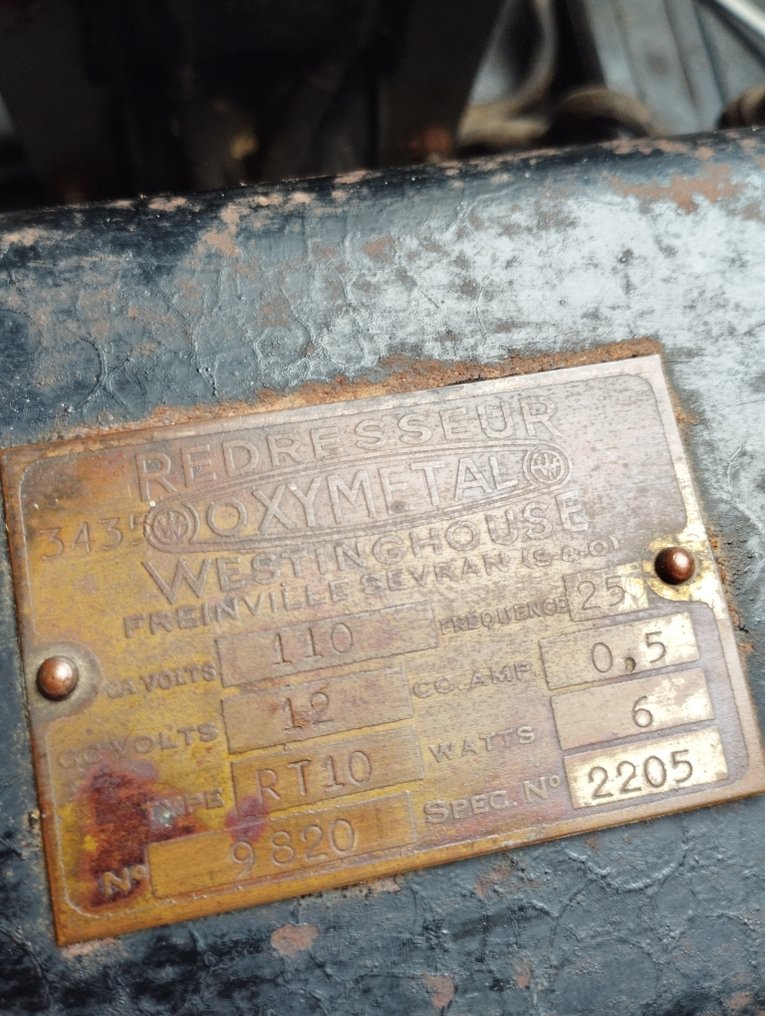 REDRESSEUR
3435 W OXYMETAL W
WESTINGHOUSE
FREINVILLE SEVRAN (S-&-O)
CA VOLTS 110 FREQUENCE 25
CC VOLTS 12 CC. AMP. 0,5
TYPE RT10 WATTS 6
Nº 9820 SPEC. Nº 2205